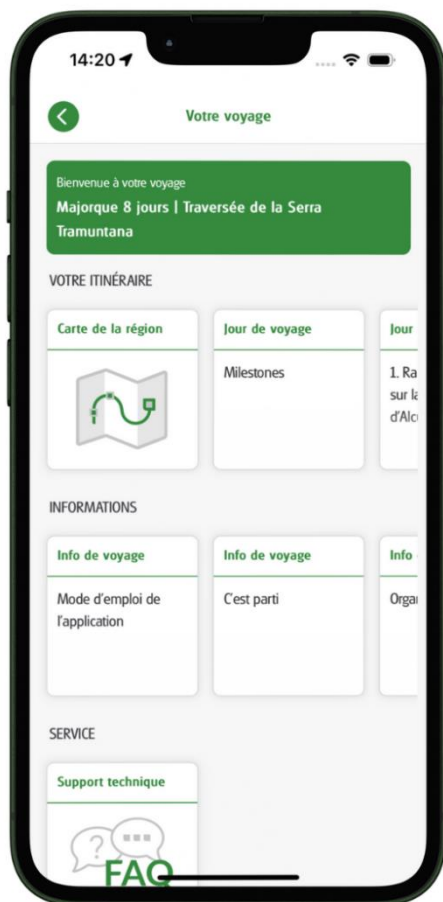 14:20
Votre voyage
Bienvenue à votre voyage
Majorque 8 jours | Traversée de la Serra
Tramuntana
VOTRE ITINÉRAIRE
Carte de la région
Jour de voyage
Milestones
Jour
1. Ra
sur la
d'Alc
INFORMATIONS
Info de voyage
Mode d'emploi de
l'application
Info de voyage
C'est parti
Info
Orga
SERVICE
Support technique
?
FAQ